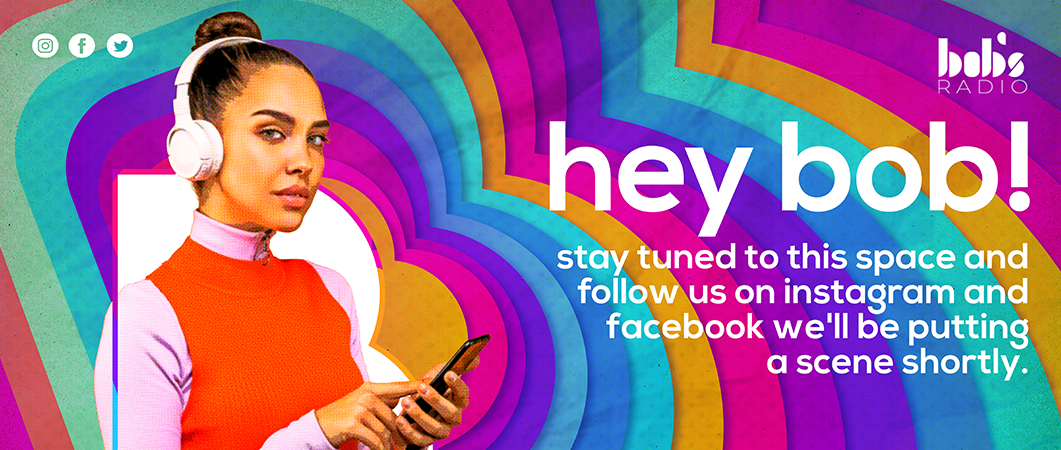 bob's
RADIO
hey bob!
stay tuned to this space and
follow us on instagram and
facebook we'll be putting
a scene shortly.